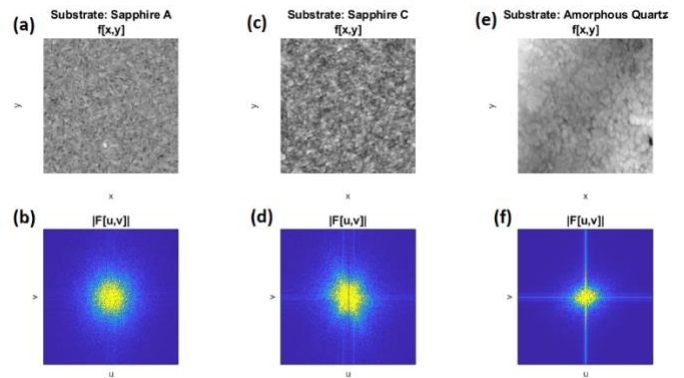 (a)
Substrate: Sapphire A
f[x,y]
y
x
(c)
Substrate: Sapphire C
f[x,y]
y
x
(e)
Substrate: Amorphous Quartz
f[x,y]
y
x
(b)
|F[u,v]|
v
u
(d)
|F[u,v]|
v
u
(f)
|F[u,v]|
v
u